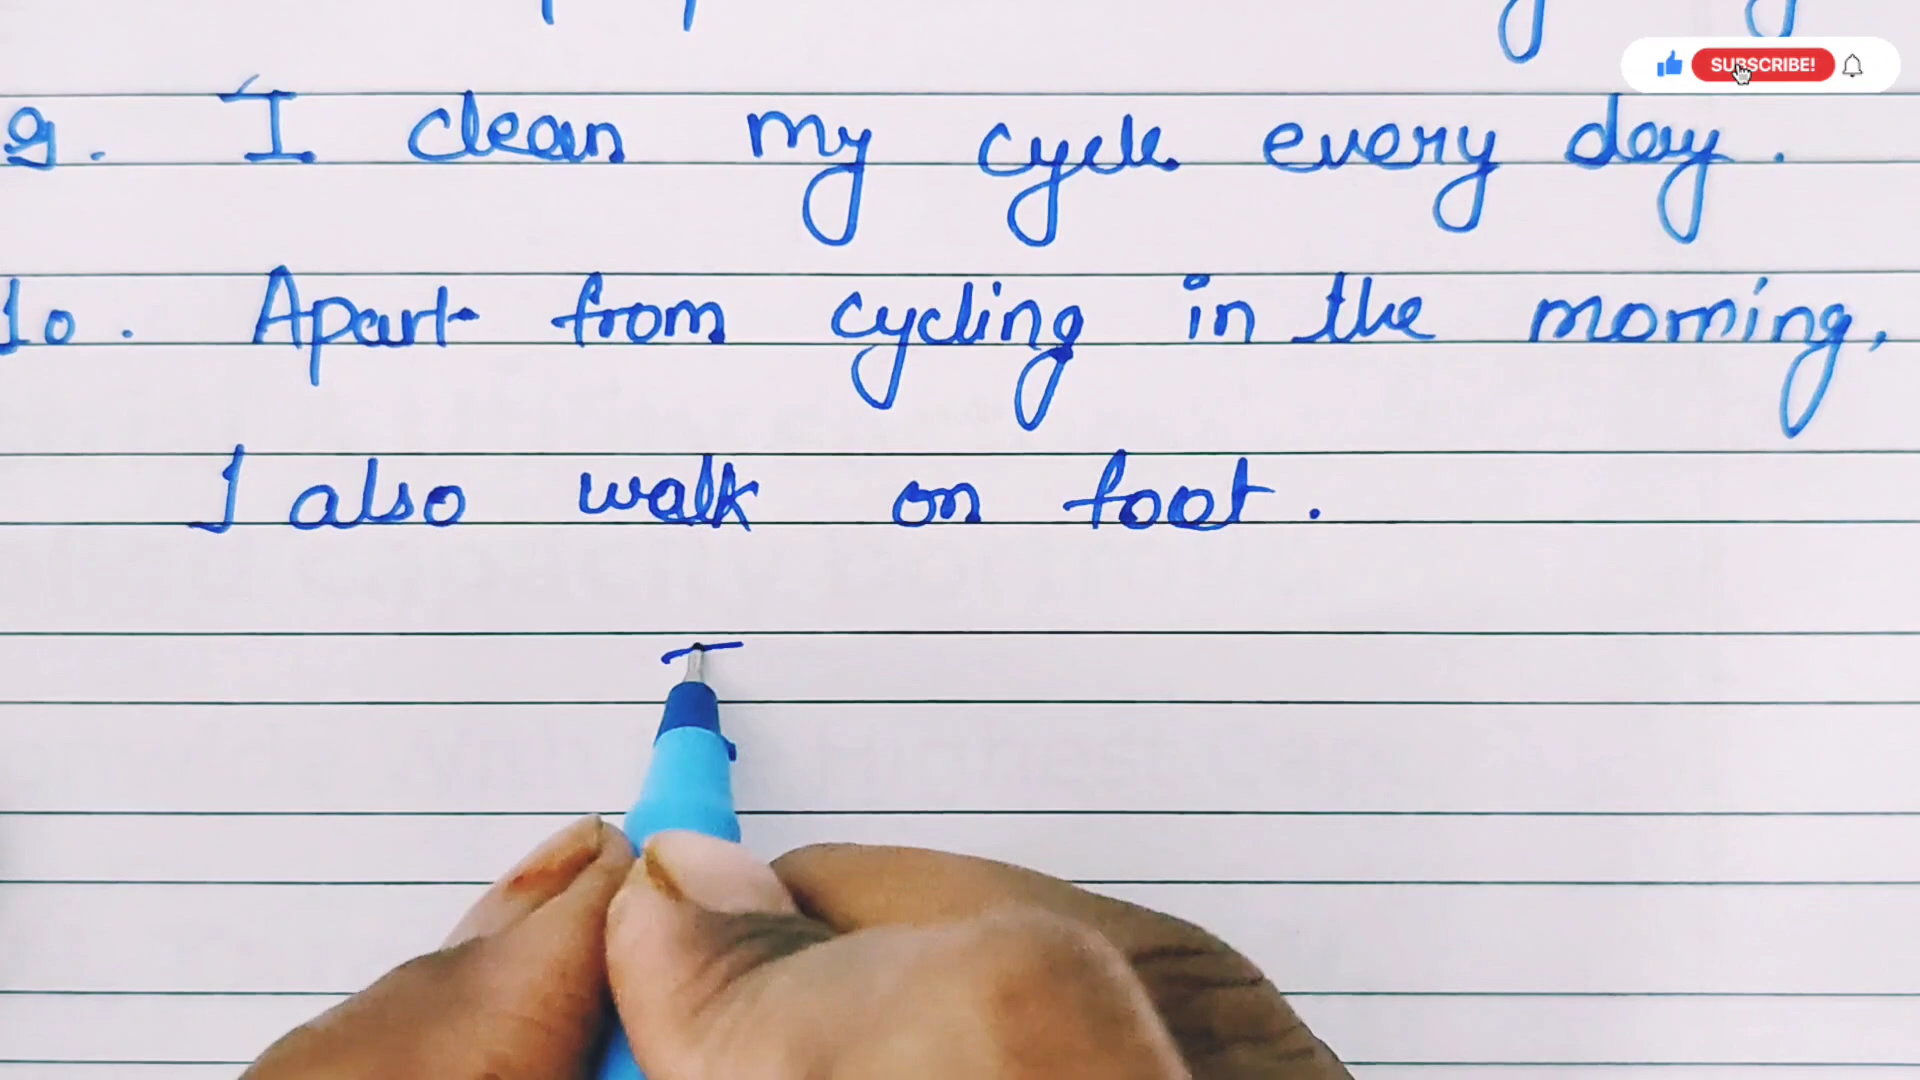 SUBSCRIBE!
9. I clean my cycle every day.
10. Apart from cycling in the morning,
I also walk on foot.